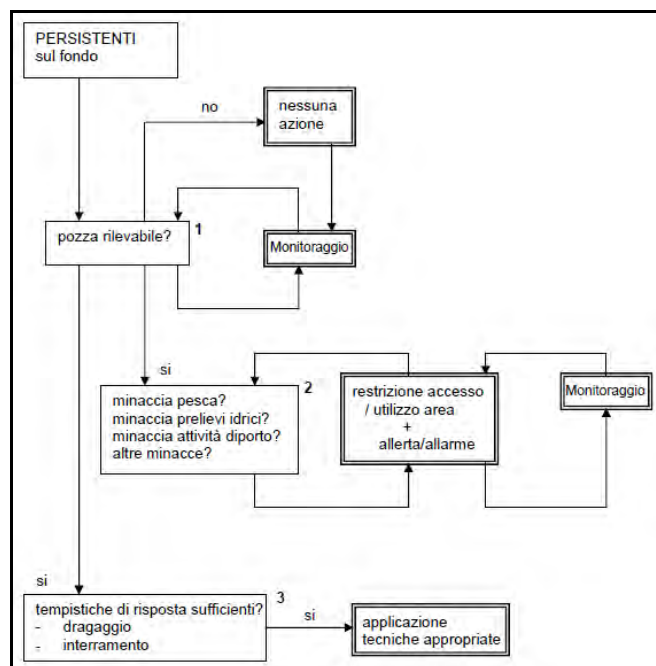 PERSISTENTI
sul fondo
no
nessuna
azione
pozza rilevabile?
1
Monitoraggio
si
minaccia pesca?
minaccia prelievi idrici?
minaccia attività diporto?
altre minacce?
2
restrizione accesso
/ utilizzo area
+
allerta/allarme
Monitoraggio
si
tempistiche di risposta sufficienti?
- dragaggio
- interramento
3
si
applicazione
tecniche appropriate